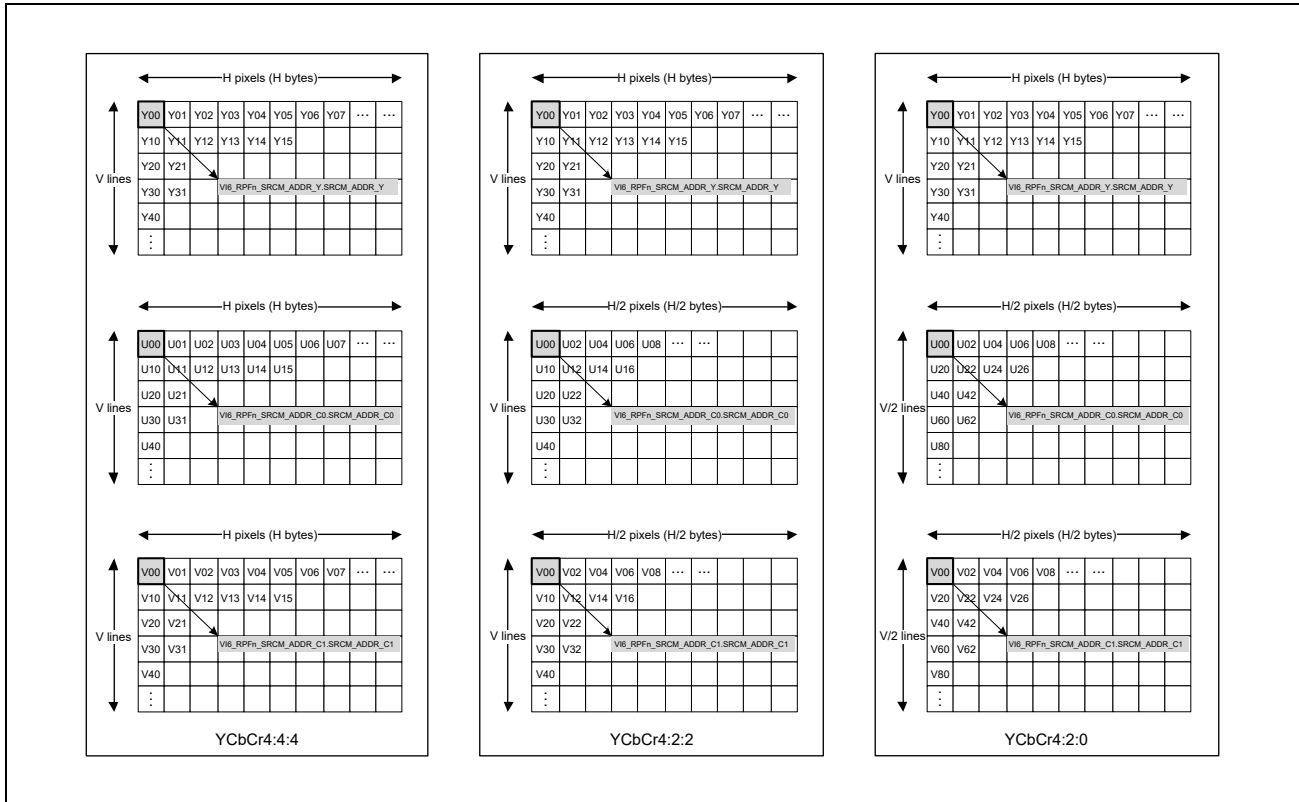 H pixels (H bytes)
V lines
Y00 Y01 Y02 Y03 Y04 Y05 Y06 Y07 ... ...
Y10 Y11 Y12 Y13 Y14 Y15
Y20 Y21
Y30 Y31 VI6_RPFn_SRCM_ADDR_Y.SRCM_ADDR_Y
Y40
⋮
H pixels (H bytes)
V lines
U00 U01 U02 U03 U04 U05 U06 U07 ... ...
U10 U11 U12 U13 U14 U15
U20 U21
U30 U31 VI6_RPFn_SRCM_ADDR_C0.SRCM_ADDR_C0
U40
⋮
H pixels (H bytes)
V lines
V00 V01 V02 V03 V04 V05 V06 V07 ... ...
V10 V11 V12 V13 V14 V15
V20 V21
V30 V31 VI6_RPFn_SRCM_ADDR_C1.SRCM_ADDR_C1
V40
⋮
YCbCr4:4:4
H pixels (H bytes)
V lines
Y00 Y01 Y02 Y03 Y04 Y05 Y06 Y07 ... ...
Y10 Y11 Y12 Y13 Y14 Y15
Y20 Y21
Y30 Y31 VI6_RPFn_SRCM_ADDR_Y.SRCM_ADDR_Y
Y40
⋮
H/2 pixels (H/2 bytes)
V lines
U00 U02 U04 U06 U08 ... ...
U10 U12 U14 U16
U20 U22
U30 U32 VI6_RPFn_SRCM_ADDR_C0.SRCM_ADDR_C0
U40
⋮
H/2 pixels (H/2 bytes)
V lines
V00 V02 V04 V06 V08 ... ...
V10 V12 V14 V16
V20 V22
V30 V32 VI6_RPFn_SRCM_ADDR_C1.SRCM_ADDR_C1
V40
⋮
YCbCr4:2:2
H pixels (H bytes)
V lines
Y00 Y01 Y02 Y03 Y04 Y05 Y06 Y07 ... ...
Y10 Y11 Y12 Y13 Y14 Y15
Y20 Y21
Y30 Y31 VI6_RPFn_SRCM_ADDR_Y.SRCM_ADDR_Y
Y40
⋮
H/2 pixels (H/2 bytes)
V/2 lines
U00 U02 U04 U06 U08 ... ...
U20 U22 U24 U26
U40 U42
U60 U62 VI6_RPFn_SRCM_ADDR_C0.SRCM_ADDR_C0
U80
⋮
H/2 pixels (H/2 bytes)
V/2 lines
V00 V02 V04 V06 V08 ... ...
V20 V22 V24 V26
V40 V42
V60 V62 VI6_RPFn_SRCM_ADDR_C1.SRCM_ADDR_C1
V80
⋮
YCbCr4:2:0